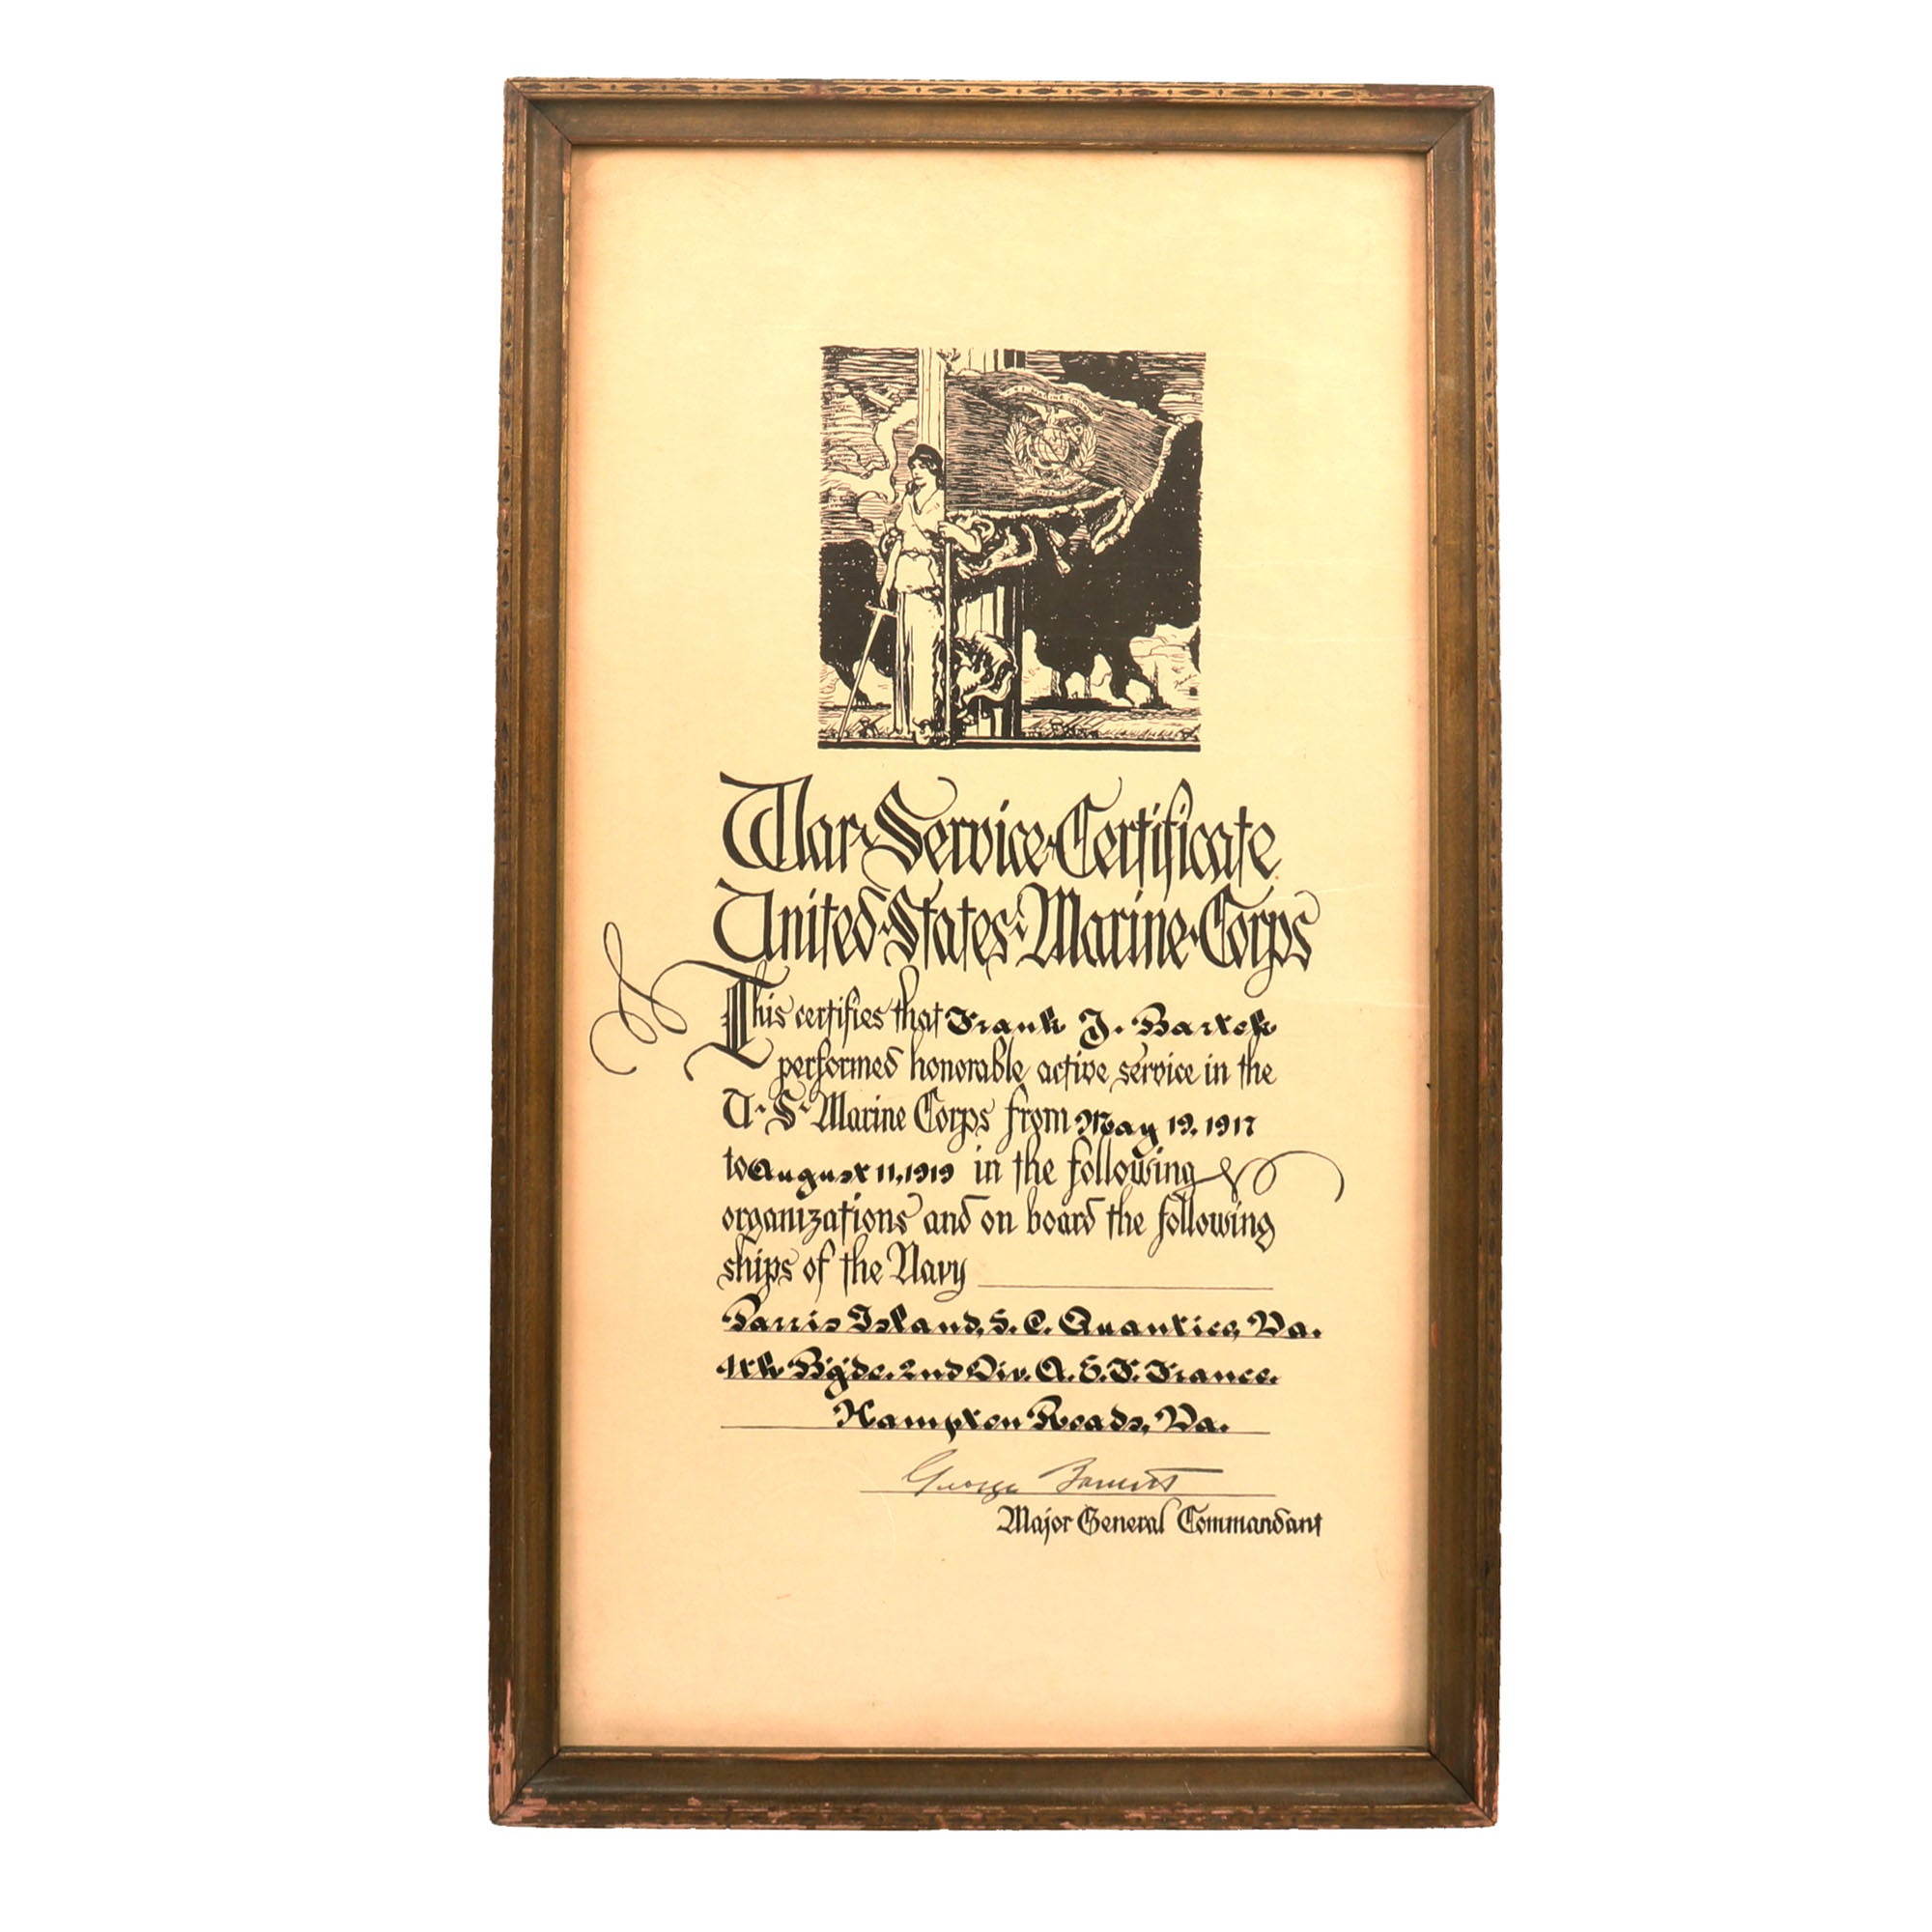 War Service Certificate
United States Marine Corps
This certifies that Frank J. Bartek
performed honorable active service in the
U. S. Marine Corps from May 19, 1917
to August 11, 1919 in the following
organizations and on board the following
ships of the Navy
Parris Island, S. C. Quantico, Va.
4th Bgde. 2nd Div. A. E. F. France.
Hampton Roads, Va.
George Barnett
Major General Commandant